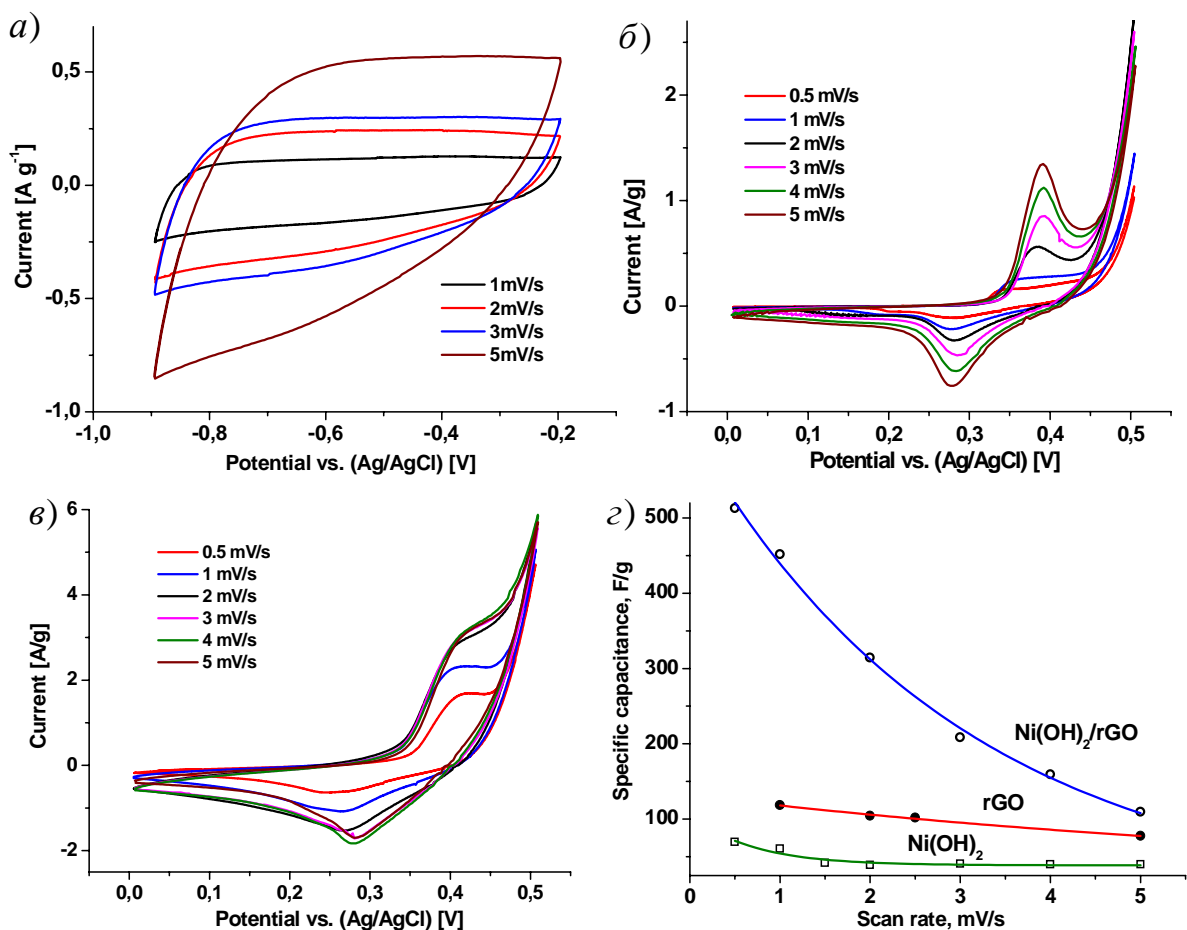 а)
0,5
0,0
-0,5
-1,0
Current [A g⁻¹]
1mV/s
2mV/s
3mV/s
5mV/s
-1,0 -0,8 -0,6 -0,4 -0,2
Potential vs. (Ag/AgCl) [V]
б)
2
1
0
-1
Current [A/g]
0.5 mV/s
1 mV/s
2 mV/s
3 mV/s
4 mV/s
5 mV/s
0,0 0,1 0,2 0,3 0,4 0,5
Potential vs. (Ag/AgCl) [V]
в)
6
4
2
0
-2
Current [A/g]
0.5 mV/s
1 mV/s
2 mV/s
3 mV/s
4 mV/s
5 mV/s
0,0 0,1 0,2 0,3 0,4 0,5
Potential vs. (Ag/AgCl) [V]
г)
500
400
300
200
100
Specific capacitance, F/g
Ni(OH)₂/rGO
rGO
Ni(OH)₂
1 2 3 4 5
Scan rate, mV/s